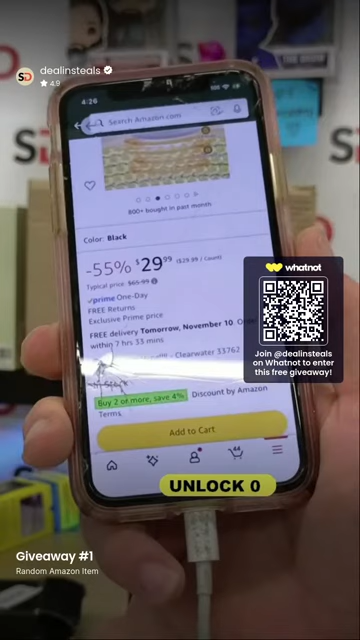 dealinsteals
SD
4.9
4:26
Search Amazon.com
800+ bought in past month
Color: Black
-55% $29 99 ($29.99 / Count)
Typical price: $65.99
prime One-Day
FREE Returns
Exclusive Prime price
FREE delivery Tomorrow, November 10.
within 7 hrs 33 mins
Clearwater 33762
Buy 2 or more, save 4% Discount by Amazon
Terms
Add to Cart
UNLOCK 0
whatnot
Join @dealinsteals
on Whatnot to enter
this free giveaway!
Giveaway #1
Random Amazon Item